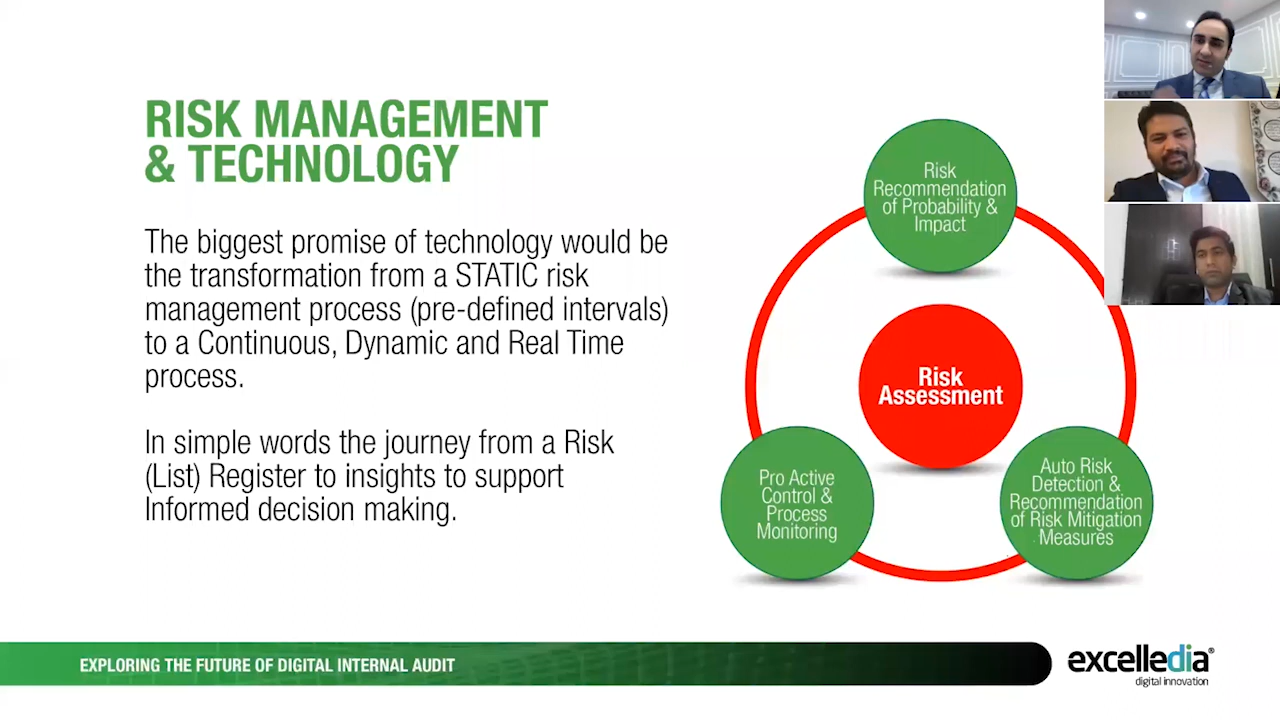 RISK MANAGEMENT
& TECHNOLOGY
The biggest promise of technology would be
the transformation from a STATIC risk
management process (pre-defined intervals)
to a Continuous, Dynamic and Real Time
process.
In simple words the journey from a Risk
(List) Register to insights to support
Informed decision making.
Risk
Recommendation
of Probability &
Impact
Risk
Assessment
Pro Active
Control &
Process
Monitoring
Auto Risk
Detection &
Recommendation
of Risk Mitigation
Measures
EXPLORING THE FUTURE OF DIGITAL INTERNAL AUDIT
excelledia®
digital innovation